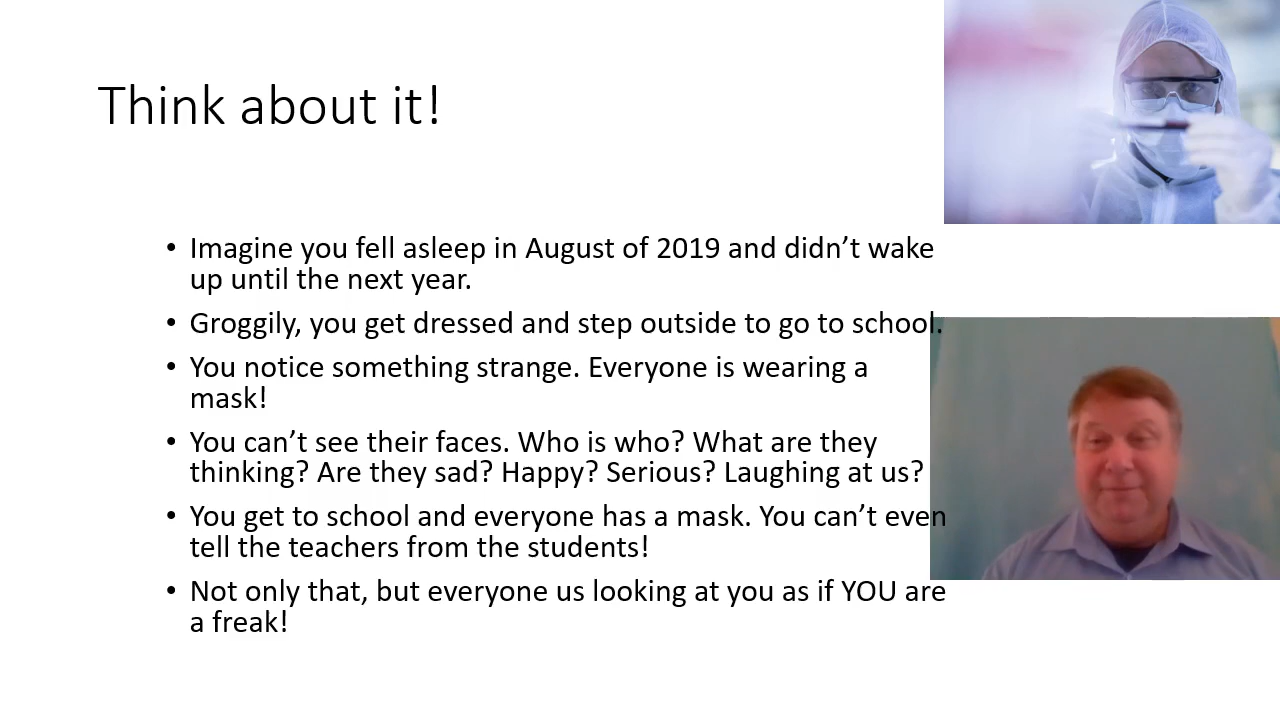 Think about it!
• Imagine you fell asleep in August of 2019 and didn’t wake
up until the next year.
• Groggily, you get dressed and step outside to go to school.
• You notice something strange. Everyone is wearing a
mask!
• You can’t see their faces. Who is who? What are they
thinking? Are they sad? Happy? Serious? Laughing at us?
• You get to school and everyone has a mask. You can’t even
tell the teachers from the students!
• Not only that, but everyone us looking at you as if YOU are
a freak!